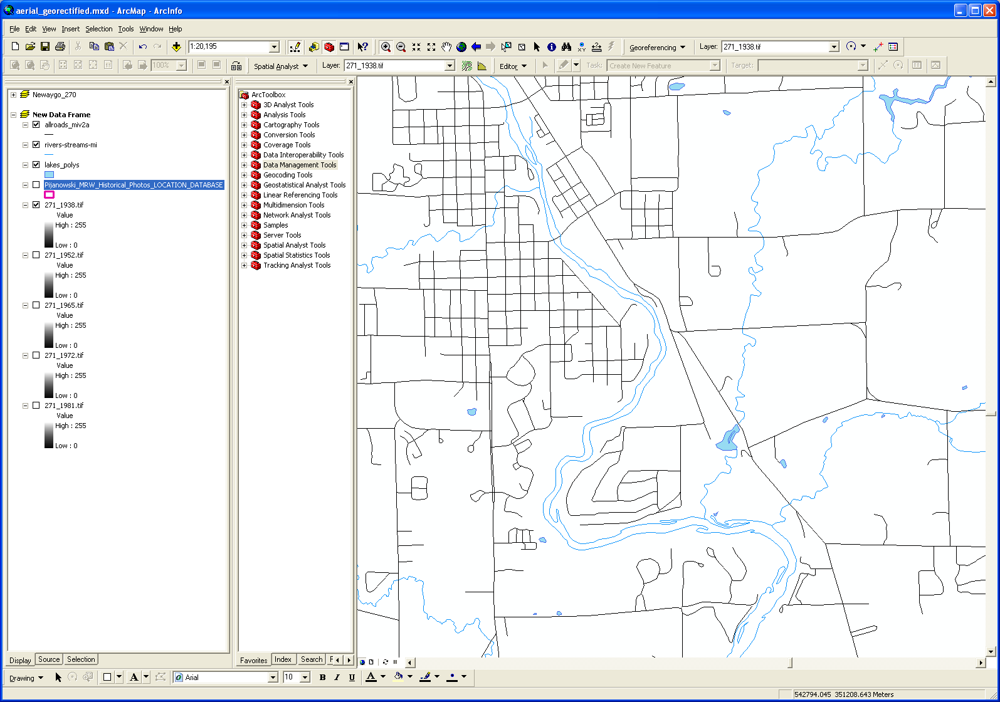 aerial_georectified.mxd - ArcMap - ArcInfo
File Edit View Insert Selection Tools Window Help
1:20,195
Georeferencing
Layer: 271_1938.tif
100%
Spatial Analyst
Layer: 271_1938.tif
Editor
Task: Create New Feature
Target:
Newaygo_270
New Data Frame
allroads_miv2a
rivers-streams-mi
lakes_polys
Pijanowski_MRW_Historical_Photos_LOCATION_DATABASE
271_1938.tif
Value
High : 255
Low : 0
271_1952.tif
Value
High : 255
Low : 0
271_1965.tif
Value
High : 255
Low : 0
271_1972.tif
Value
High : 255
Low : 0
271_1981.tif
Value
High : 255
Low : 0
Display Source Selection
ArcToolbox
3D Analyst Tools
Analysis Tools
Cartography Tools
Conversion Tools
Coverage Tools
Data Interoperability Tools
Data Management Tools
Geocoding Tools
Geostatistical Analyst Tools
Linear Referencing Tools
Multidimension Tools
Network Analyst Tools
Samples
Server Tools
Spatial Analyst Tools
Spatial Statistics Tools
Tracking Analyst Tools
Favorites Index Search F
Drawing
A
Arial
10
B I U A
542794.045 351208.643 Meters